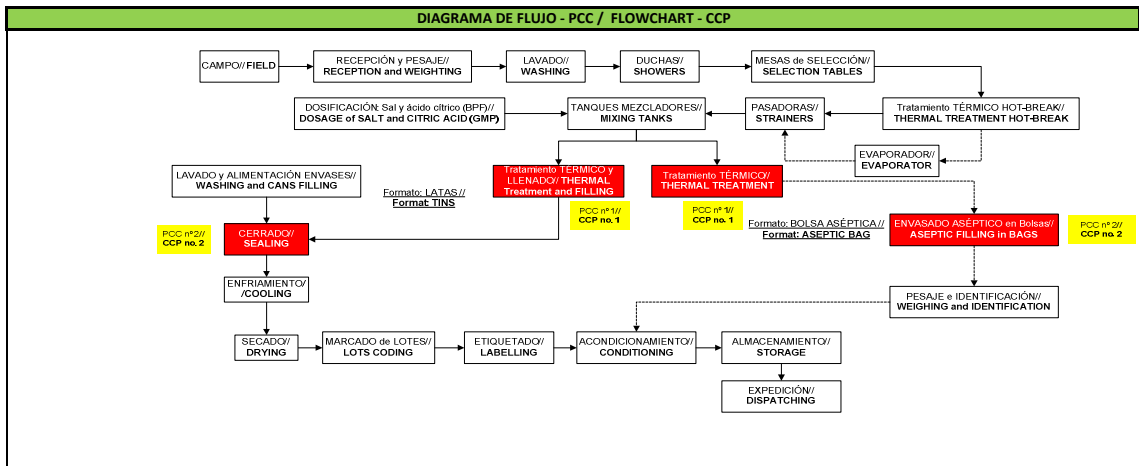 DIAGRAMA DE FLUJO - PCC / FLOWCHART - CCP
CAMPO//FIELD
RECEPCIÓN y PESAJE//
RECEPTION and WEIGHTING
LAVADO//
WASHING
DUCHAS//
SHOWERS
MESAS de SELECCIÓN//
SELECTION TABLES
DOSIFICACIÓN: Sal y ácido cítrico (BPF)//
DOSAGE of SALT and CITRIC ACID (GMP)
TANQUES MEZCLADORES//
MIXING TANKS
PASADORAS//
STRAINERS
Tratamiento TÉRMICO HOT-BREAK//
THERMAL TREATMENT HOT-BREAK
EVAPORADOR//
EVAPORATOR
LAVADO y ALIMENTACIÓN ENVASES//
WASHING and CANS FILLING
Formato: LATAS //
Format: TINS
Tratamiento TÉRMICO y
LLENADO// THERMAL
Treatment and FILLING
Tratamiento TÉRMICO//
THERMAL TREATMENT
PCC nº1//
CCP no. 1
PCC nº1//
CCP no. 1
PCC nº2//
CCP no. 2
CERRADO//
SEALING
Formato: BOLSA ASÉPTICA //
Format: ASEPTIC BAG
ENVASADO ASÉPTICO en Bolsas//
ASEPTIC FILLING in BAGS
PCC nº2//
CCP no. 2
ENFRIAMIENTO/
/COOLING
PESAJE e IDENTIFICACIÓN//
WEIGHING and IDENTIFICATION
SECADO//
DRYING
MARCADO de LOTES//
LOTS CODING
ETIQUETADO//
LABELLING
ACONDICIONAMIENTO//
CONDITIONING
ALMACENAMIENTO//
STORAGE
EXPEDICIÓN//
DISPATCHING